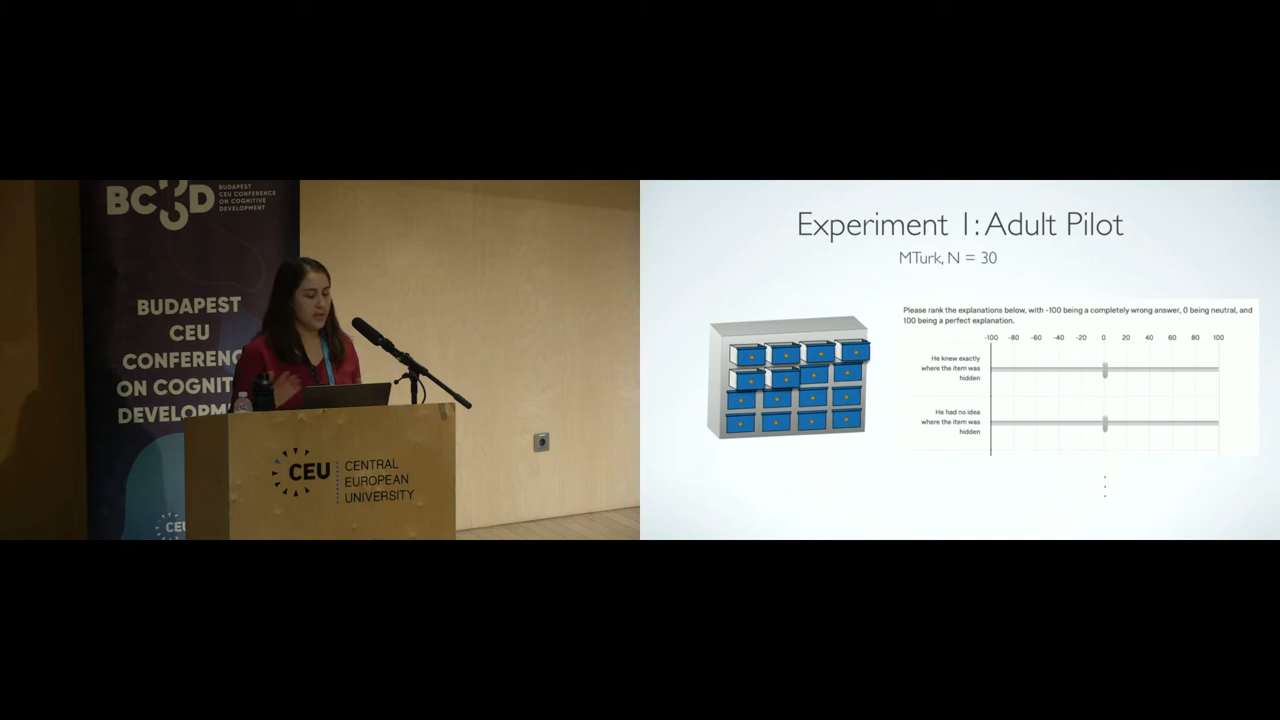 BC3D
BUDAPEST
CEU CONFERENCE
ON COGNITIVE
DEVELOPMENT
BUDAPEST
CEU
CONFERENC
ON COGNIT
DEVELOPM
CEU
CEU
CENTRAL
EUROPEAN
UNIVERSITY
Experiment 1: Adult Pilot
MTurk, N = 30
Please rank the explanations below, with -100 being a completely wrong answer, 0 being neutral, and
100 being a perfect explanation.
-100 -80 -60 -40 -20 0 20 40 60 80 100
He knew exactly
where the item was
hidden
He had no idea
where the item was
hidden